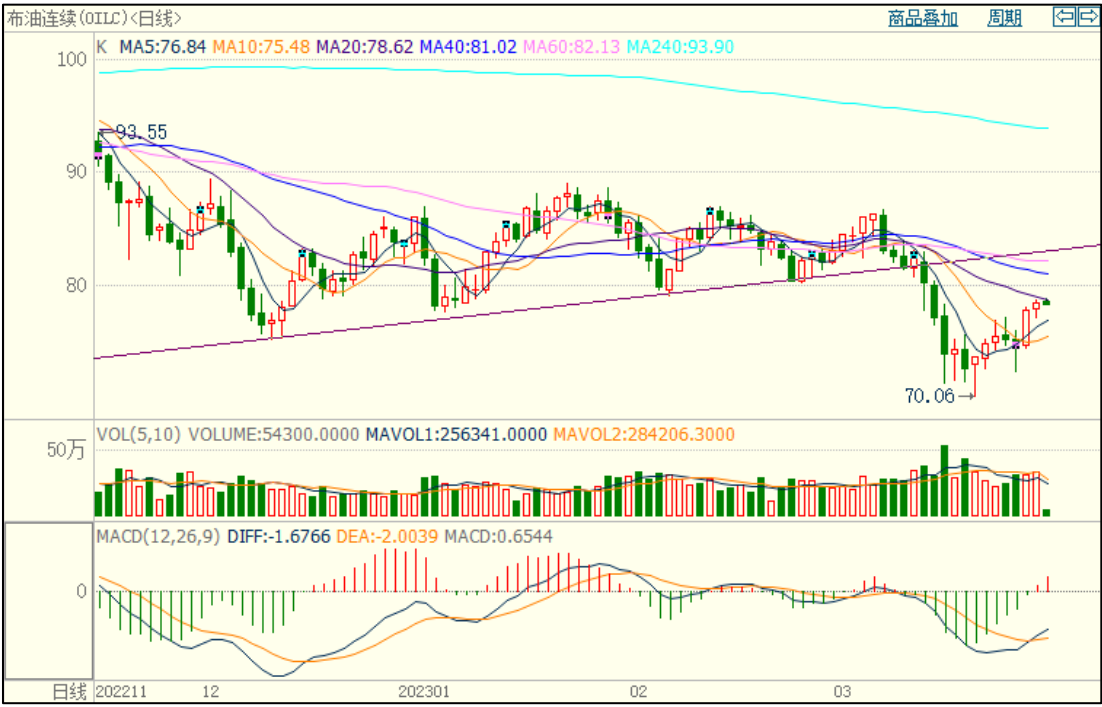 布油连续(OILC)<日线> 商品叠加 周期
K MA5:76.84 MA10:75.48 MA20:78.62 MA40:81.02 MA60:82.13 MA240:93.90
100
93.55
90
80
70.06
VOL(5,10) VOLUME:54300.0000 MAVOL1:256341.0000 MAVOL2:284206.3000
50万
MACD(12,26,9) DIFF:-1.6766 DEA:-2.0039 MACD:0.6544
0
日线 202211 12 202301 02 03